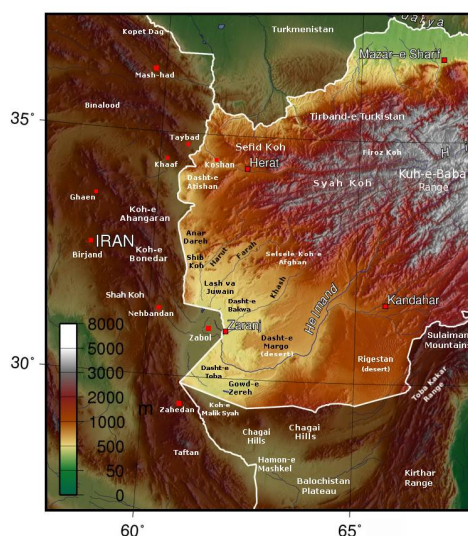 Kopet Dag
Turkmenistan
dalya
Mazar-e Sharif
Mash-had
Binalood
35°
Taybad
Sefid Koh
Tirband-e Turkistan
Firoz Koh
H
Khaaf
Koshan
Herat
Dasht-e
Atishan
Syah Koh
Kuh-e-Baba
Range
Ghaen
Koh-e
Ahangaran
IRAN
Birjand
Koh-e
Bonedar
Anar
Dareh
Shib
Koh
Harut
Farah
Selsele Koh-e
Afghan
Lash va
Juwain
Khash
Dasht-e
Bakwa
Shah Koh
Nehbandan
Helmand
Kandahar
Zabol
Zaranj
Dasht-e
Margo
(desert)
Sulaiman
Mountains
Rigestan
(desert)
30°
Dasht-e
Toba
Gowd-e
Zereh
Toba Kakar
Range
Zahedan
Koh-e
Malik Syah
Chagai
Hills
Chagai
Hills
Taftan
Hamon-e
Mashkel
Balochistan
Plateau
Kirthar
Range
m
8000
5000
2000
1000
500
50
0
60°
65°